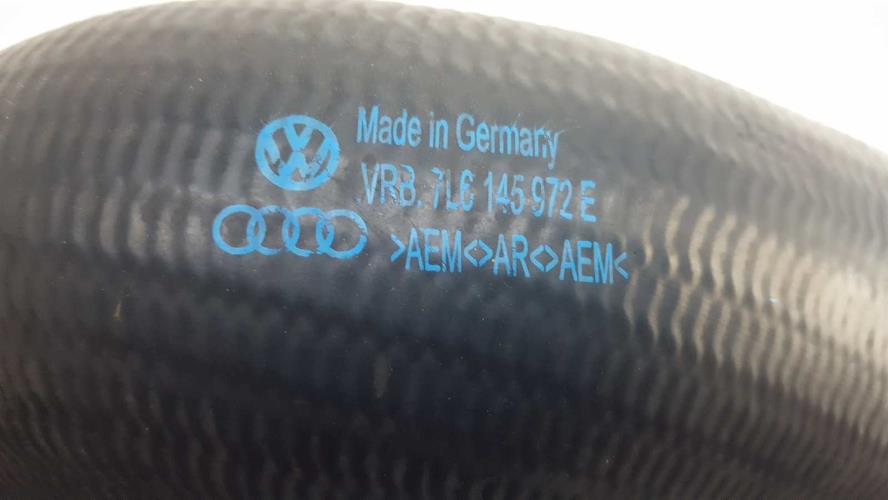 Made in Germany
VRB. 7L6 145 972 E
>AEM<>AR<>AEM<